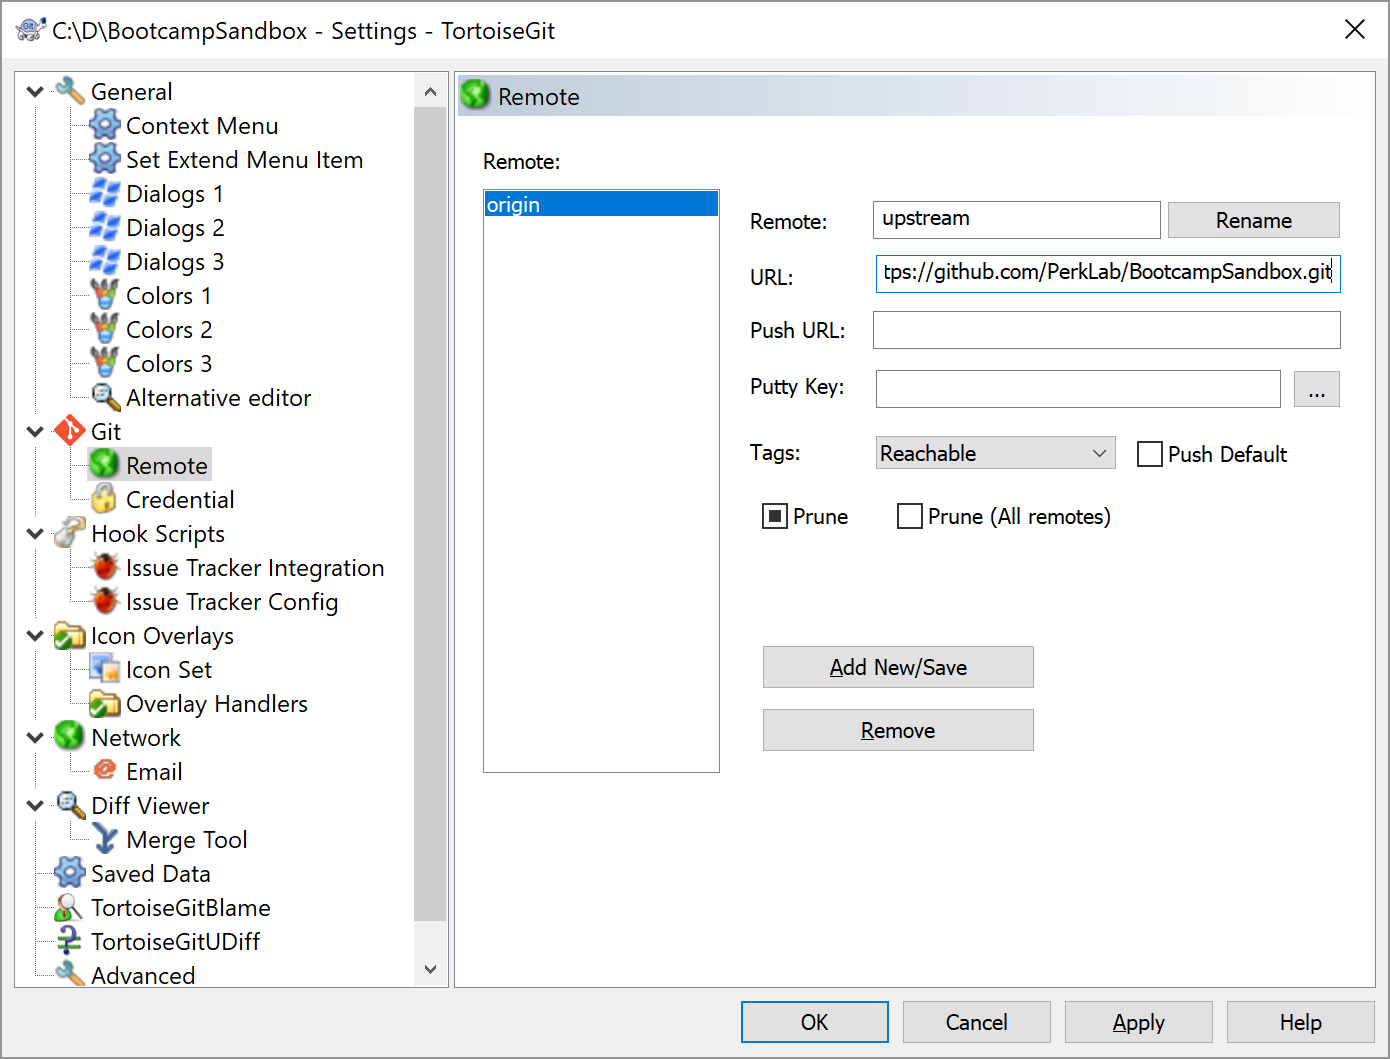 C:\D\BootcampSandbox - Settings - TortoiseGit
General
Context Menu
Set Extend Menu Item
Dialogs 1
Dialogs 2
Dialogs 3
Colors 1
Colors 2
Colors 3
Alternative editor
Git
Remote
Credential
Hook Scripts
Issue Tracker Integration
Issue Tracker Config
Icon Overlays
Icon Set
Overlay Handlers
Network
Email
Diff Viewer
Merge Tool
Saved Data
TortoiseGitBlame
TortoiseGitUDiff
Advanced
Remote
Remote:
origin
Remote: upstream Rename
URL: tps://github.com/PerkLab/BootcampSandbox.git
Push URL:
Putty Key: ...
Tags: Reachable Push Default
Prune Prune (All remotes)
Add New/Save
Remove
OK Cancel Apply Help